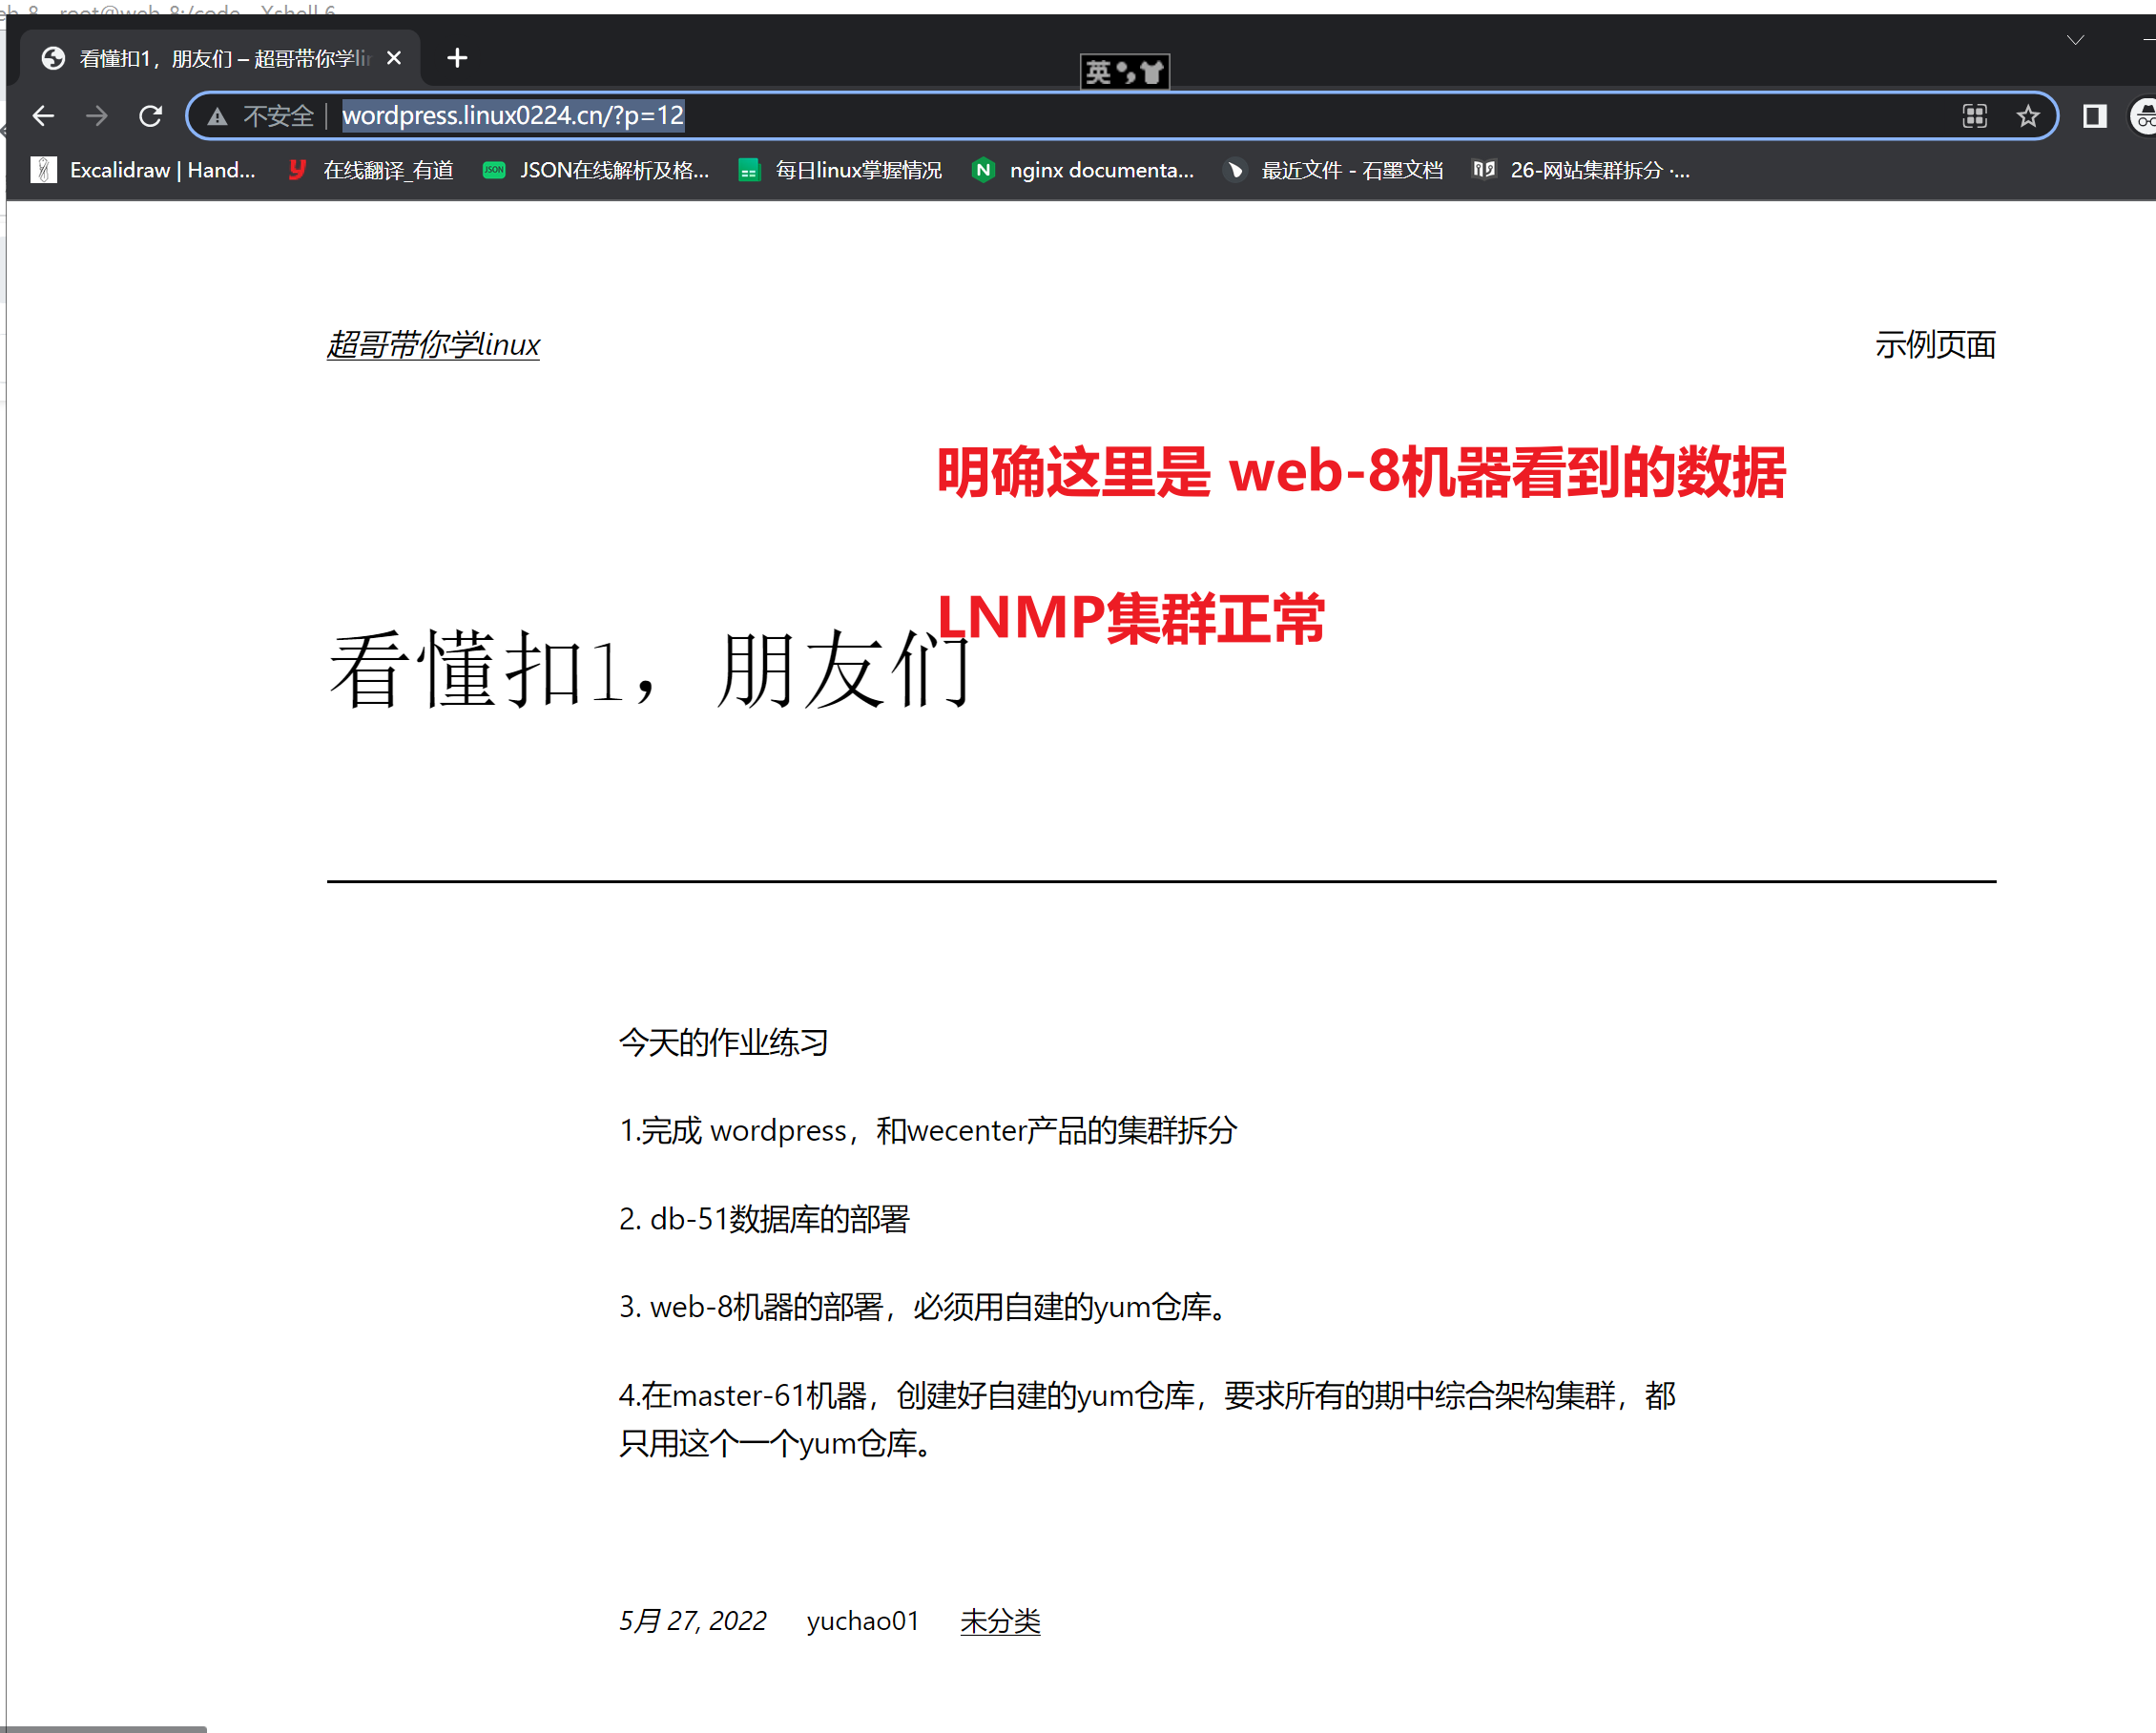 eb-8 - root@web-8:/code - Xshell 6
看懂扣1，朋友们 – 超哥带你学lin
英
不安全 | wordpress.linux0224.cn/?p=12
Excalidraw | Hand... 在线翻译_有道 JSON在线解析及格... 每日linux掌握情况 nginx documenta... 最近文件 - 石墨文档 26-网站集群拆分 ·...
超哥带你学linux 示例页面
明确这里是 web-8机器看到的数据
LNMP集群正常
看懂扣1，朋友们
今天的作业练习
1.完成 wordpress，和wecenter产品的集群拆分
2. db-51数据库的部署
3. web-8机器的部署，必须用自建的yum仓库。
4.在master-61机器，创建好自建的yum仓库，要求所有的期中综合架构集群，都
只用这个一个yum仓库。
5月 27, 2022 yuchao01 未分类